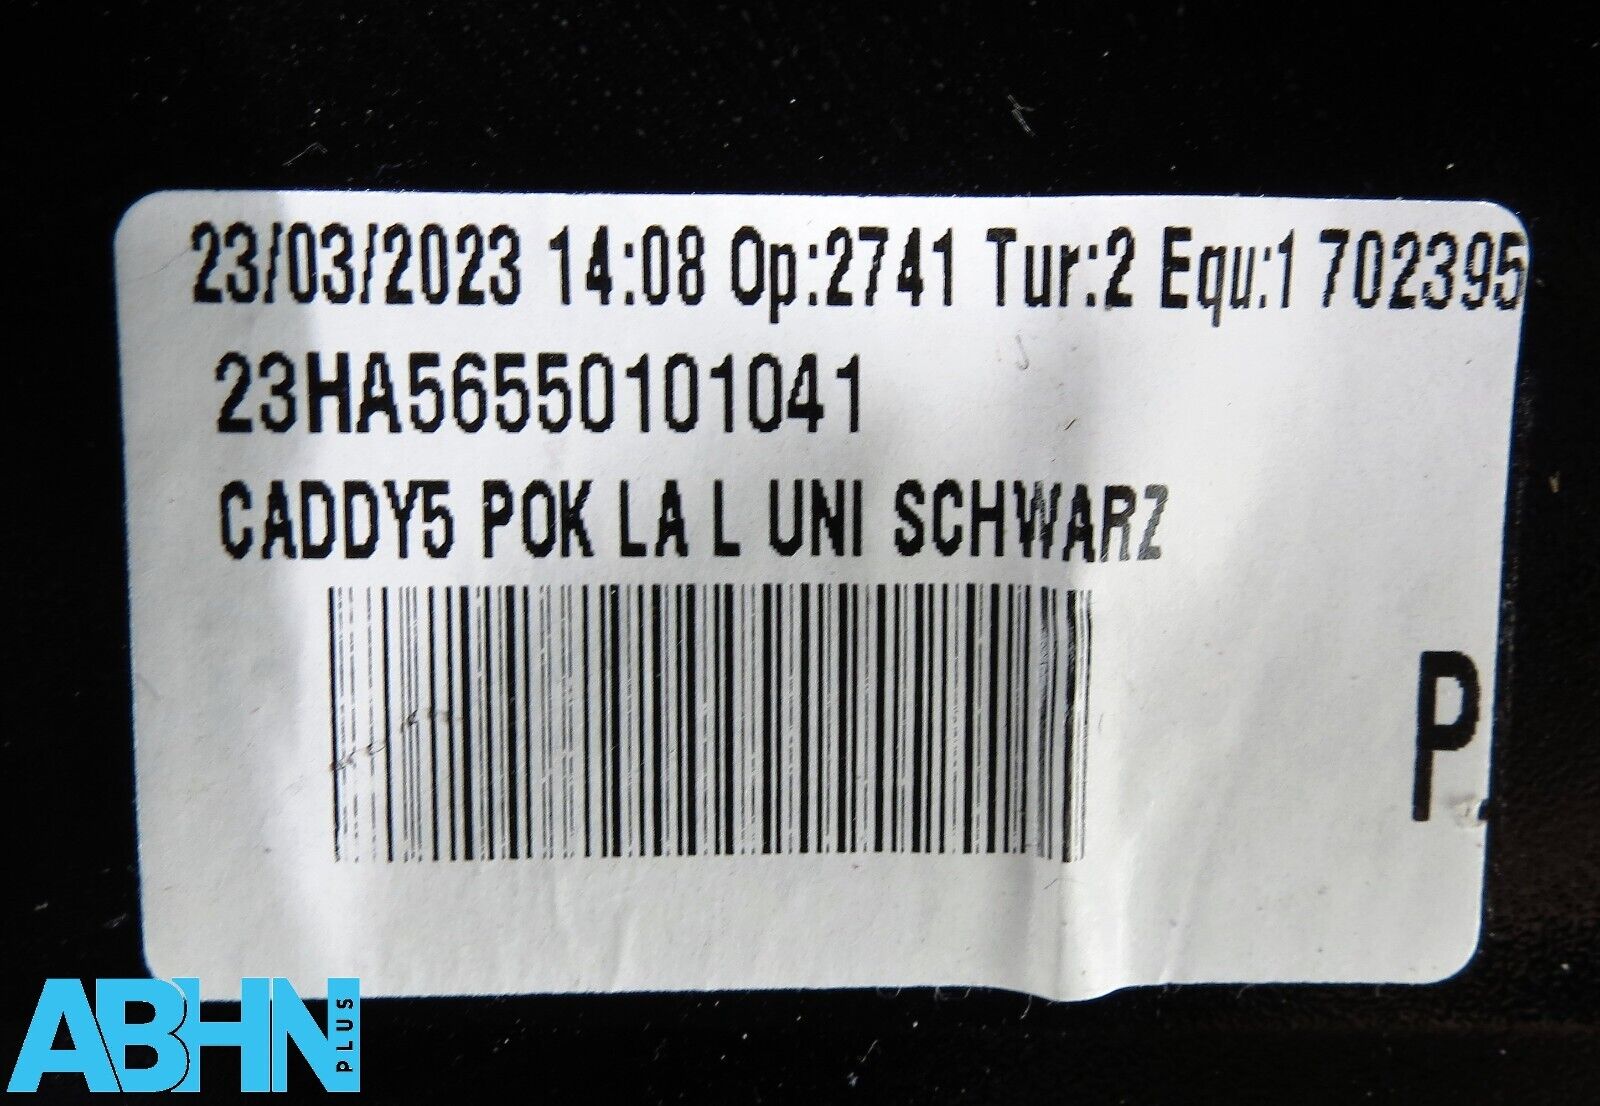 23/03/2023 14:08 Op:2741 Tur:2 Equ:1 702395
23HA56550101041
CADDY5 POK LA L UNI SCHWARZ
P.
ABHN PLUS